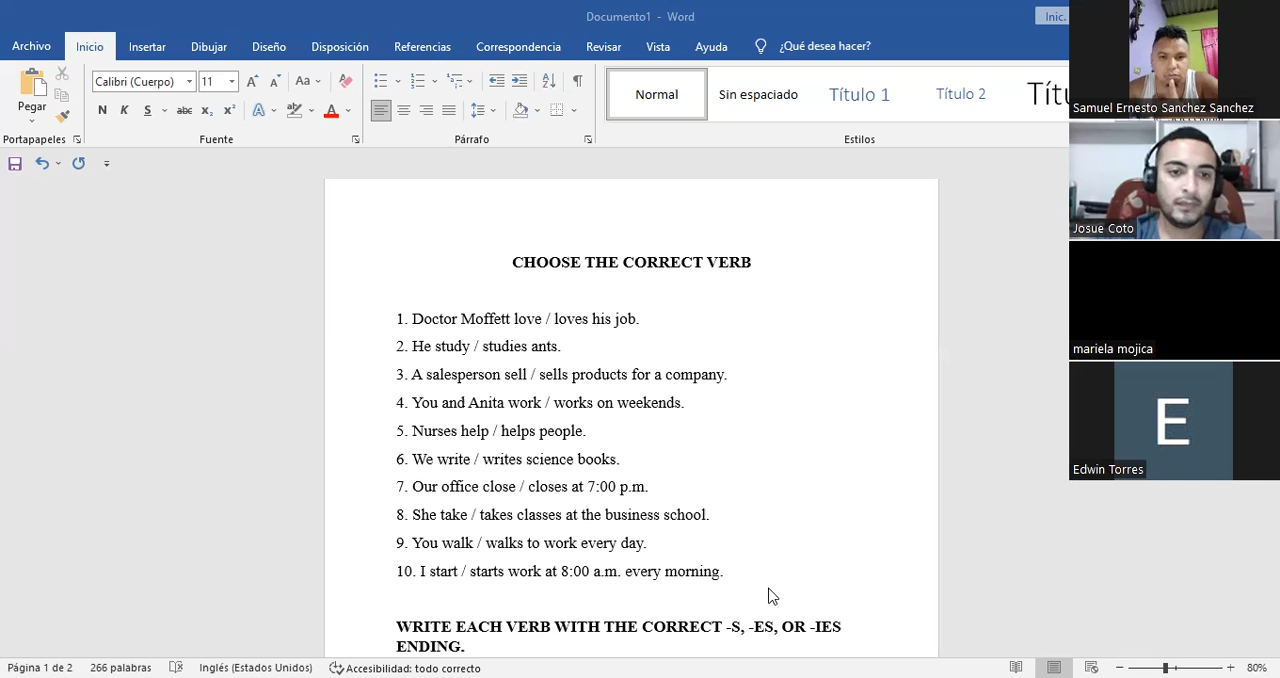 Documento1 - Word
Inic.
Archivo Inicio Insertar Dibujar Diseño Disposición Referencias Correspondencia Revisar Vista Ayuda ¿Qué desea hacer?
Pegar
Calibri (Cuerpo) 11
Aa
N K S abc x₂ x² A A
Normal Sin espaciado Título 1 Título 2 Títu
Portapapeles Fuente Párrafo Estilos
Samuel Ernesto Sanchez Sanchez
Josue Coto
mariela mojica
E
Edwin Torres
CHOOSE THE CORRECT VERB
1. Doctor Moffett love / loves his job.
2. He study / studies ants.
3. A salesperson sell / sells products for a company.
4. You and Anita work / works on weekends.
5. Nurses help / helps people.
6. We write / writes science books.
7. Our office close / closes at 7:00 p.m.
8. She take / takes classes at the business school.
9. You walk / walks to work every day.
10. I start / starts work at 8:00 a.m. every morning.
WRITE EACH VERB WITH THE CORRECT -S, -ES, OR -IES
ENDING.
Página 1 de 2 266 palabras Inglés (Estados Unidos) Accesibilidad: todo correcto 80%